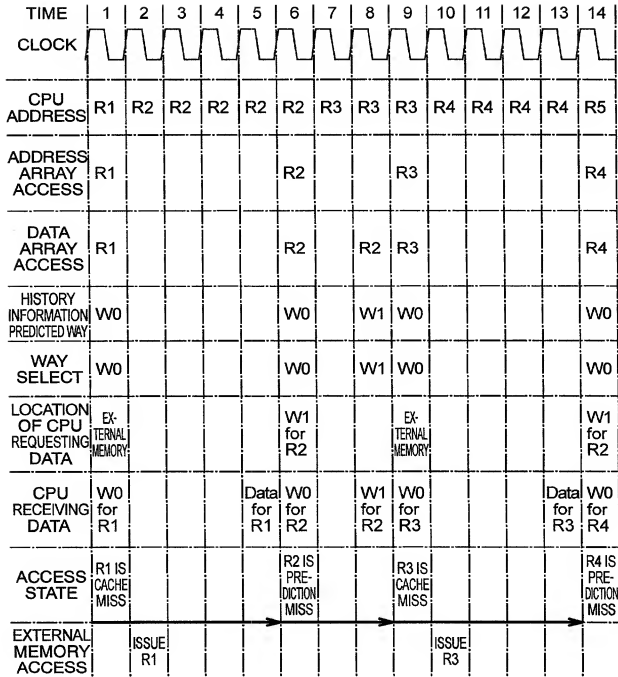 TIME 1 2 3 4 5 6 7 8 9 10 11 12 13 14
CLOCK
CPU
ADDRESS R1 R2 R2 R2 R2 R2 R3 R3 R3 R4 R4 R4 R4 R5
ADDRESS
ARRAY R1 R2 R3 R4
ACCESS
DATA
ARRAY R1 R2 R2 R3 R4
ACCESS
HISTORY
INFORMATION W0 W0 W1 W0 W0
PREDICTED WAY
WAY
SELECT W0 W0 W1 W0 W0
LOCATION EX- W1 EX- W1
OF CPU TERNAL for TERNAL for
REQUESTING MEMORY R2 MEMORY R2
DATA
CPU W0 Data W0 W1 W0 Data W0
RECEIVING for for for for for for for
DATA R1 R1 R2 R2 R3 R3 R4
ACCESS R1 IS R2 IS R3 IS R4 IS
STATE CACHE PRE- CACHE PRE-
MISS DICTION MISS DICTION
MISS MISS
EXTERNAL
MEMORY ISSUE ISSUE
ACCESS R1 R3